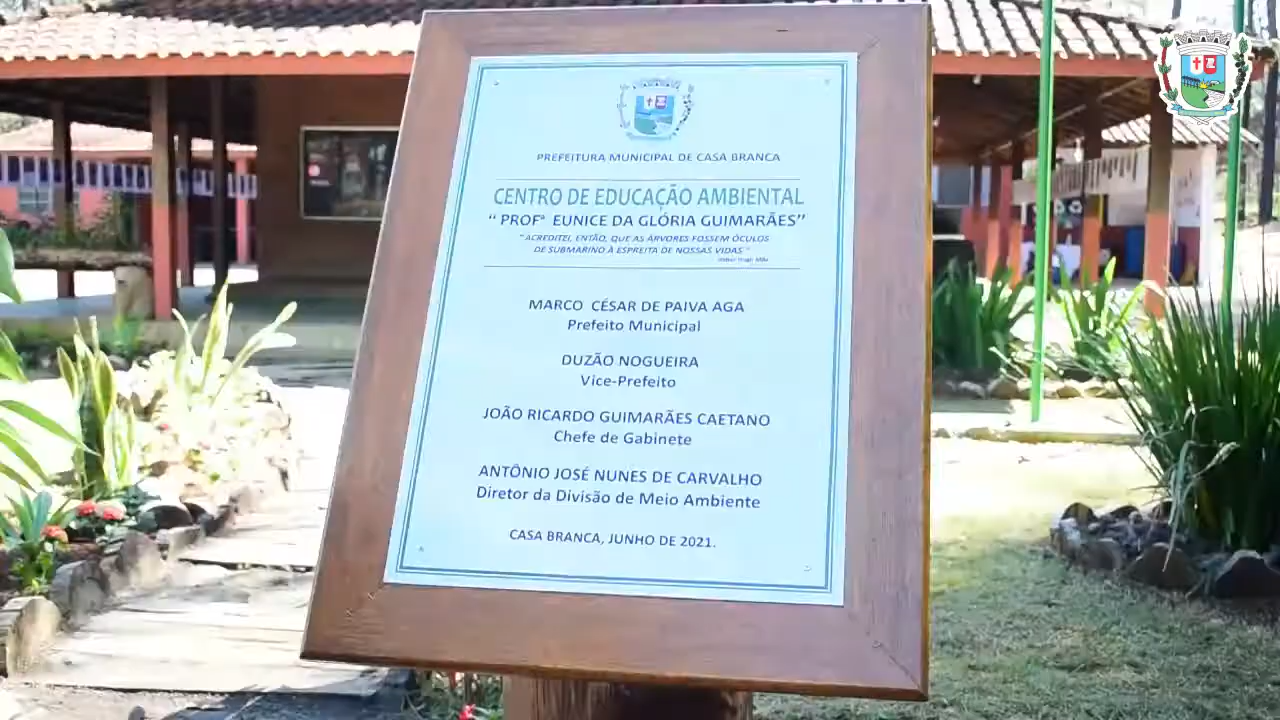 PREFEITURA MUNICIPAL DE CASA BRANCA
CENTRO DE EDUCAÇÃO AMBIENTAL
“ PROFª EUNICE DA GLÓRIA GUIMARÃES”
“ ACREDITEI, ENTÃO, QUE AS ÁRVORES FOSSEM ÓCULOS
DE SUBMARINO À ESPREITA DE NOSSAS VIDAS.”
MARCO CÉSAR DE PAIVA AGA
Prefeito Municipal
DUZÃO NOGUEIRA
Vice-Prefeito
JOÃO RICARDO GUIMARÃES CAETANO
Chefe de Gabinete
ANTÔNIO JOSÉ NUNES DE CARVALHO
Diretor da Divisão de Meio Ambiente
CASA BRANCA, JUNHO DE 2021.